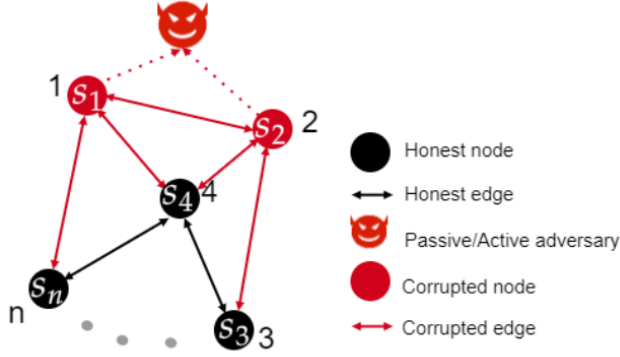 1
s1
s2
2
s4
4
sn
n
s3
3
Honest node
Honest edge
Passive/Active adversary
Corrupted node
Corrupted edge